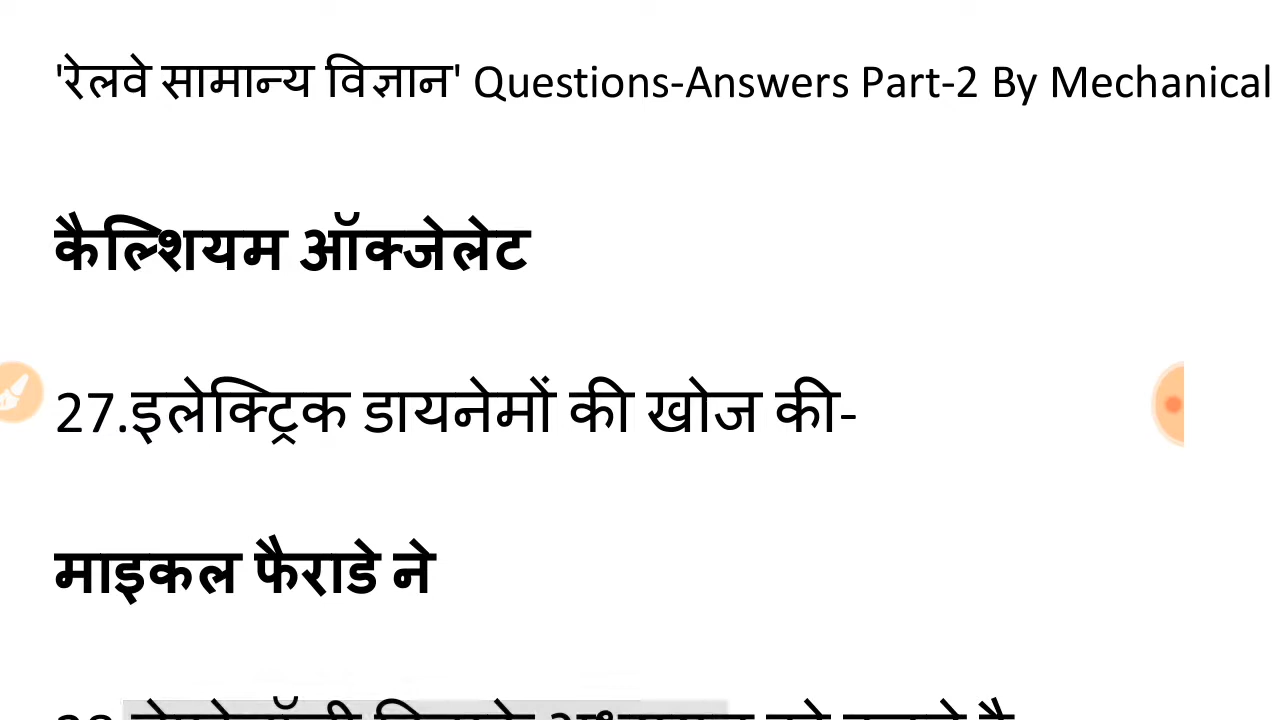 'रेलवे सामान्य विज्ञान' Questions-Answers Part-2 By Mechanical
कैल्शियम ऑक्जेलेट
27.इलेक्ट्रिक डायनेमों की खोज की-
माइकल फैराडे ने